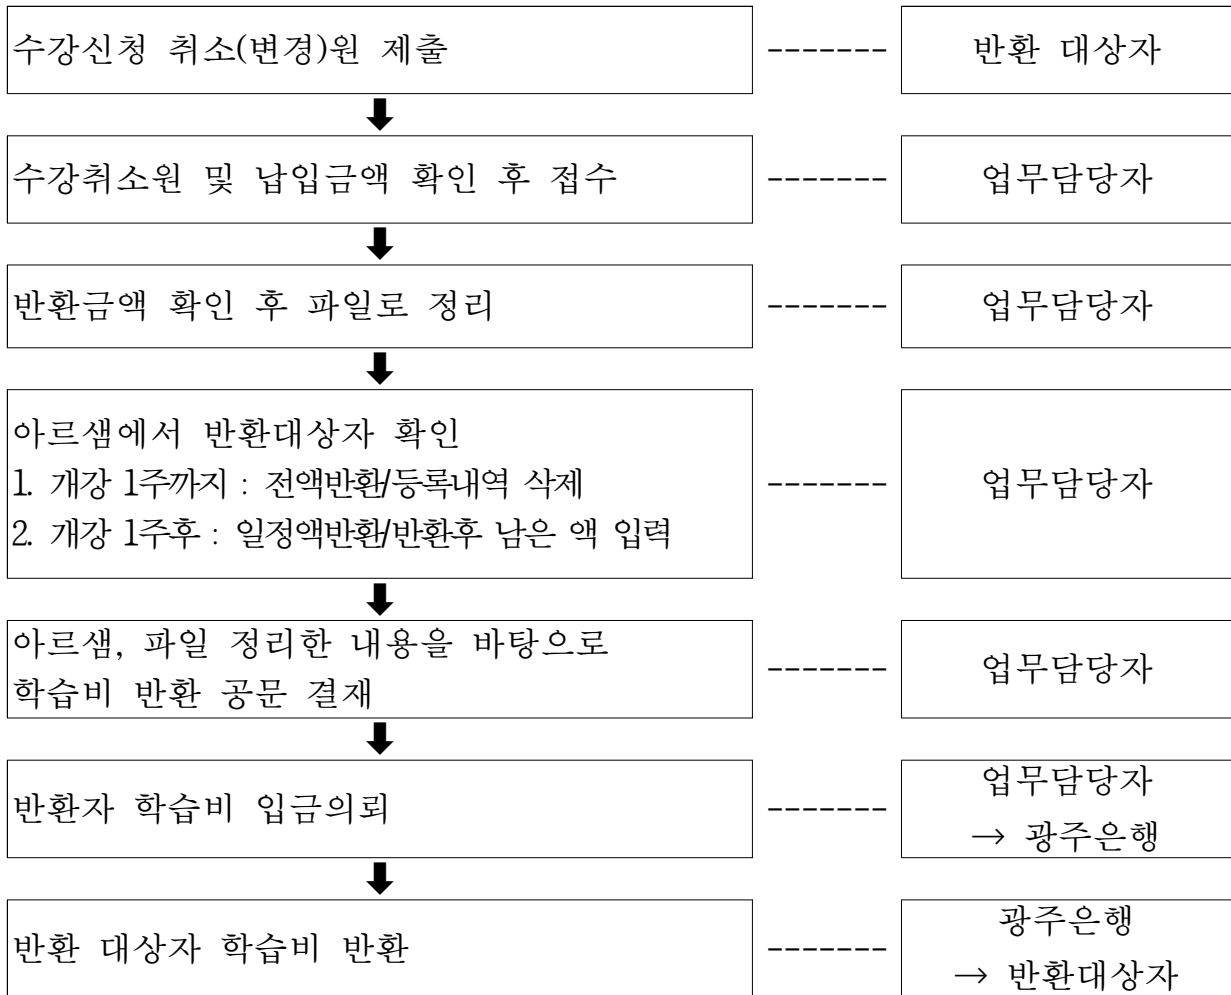 수강신청 취소(변경)원 제출
-------
반환 대상자
수강취소원 및 납입금액 확인 후 접수
-------
업무담당자
반환금액 확인 후 파일로 정리
-------
업무담당자
아르샘에서 반환대상자 확인
1. 개강 1주까지 : 전액반환/등록내역 삭제
2. 개강 1주후 : 일정액반환/반환후 남은 액 입력
-------
업무담당자
아르샘, 파일 정리한 내용을 바탕으로
학습비 반환 공문 결재
-------
업무담당자
반환자 학습비 입금의뢰
-------
업무담당자
→ 광주은행
반환 대상자 학습비 반환
-------
광주은행
→ 반환대상자